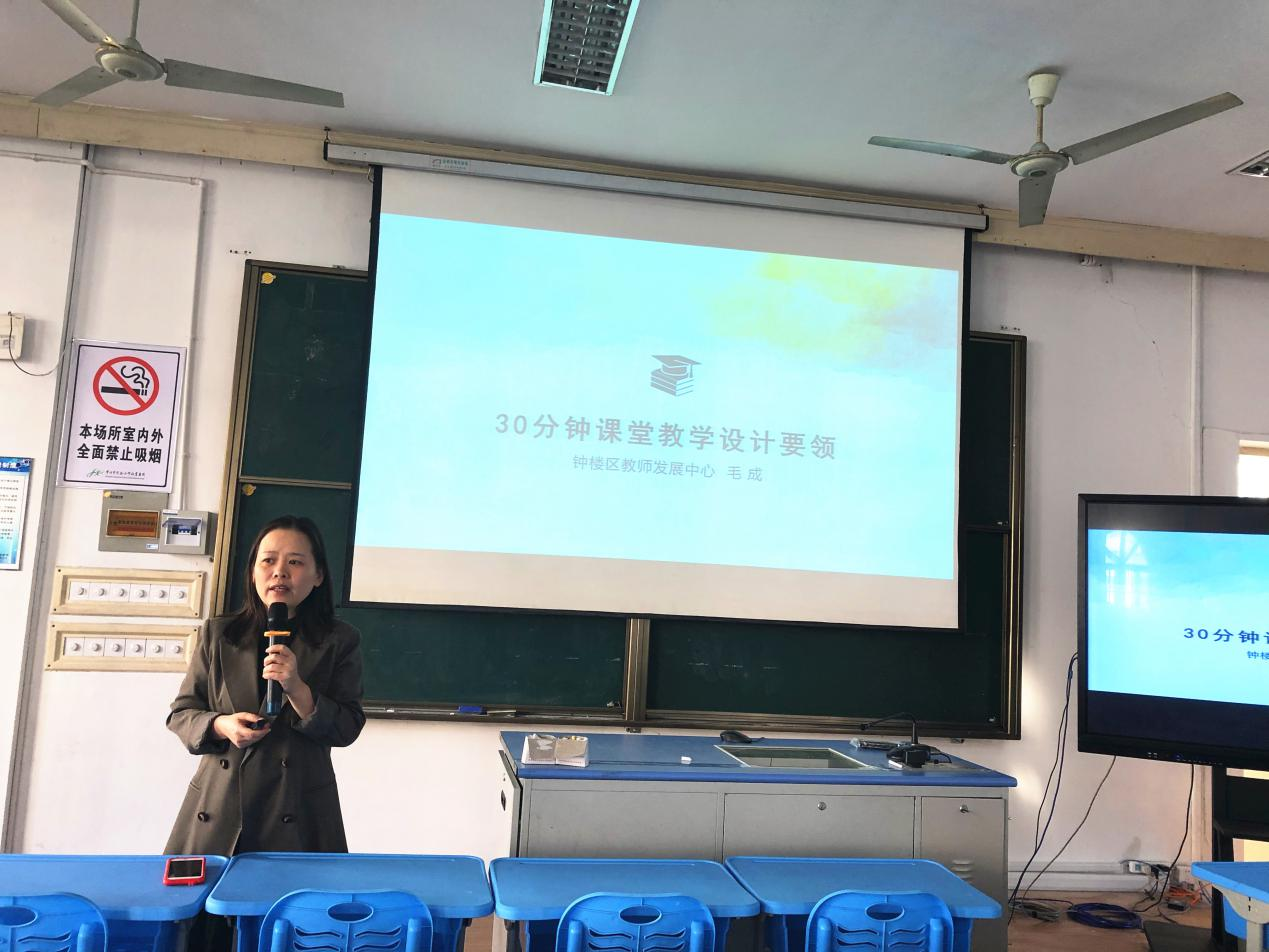 30分钟课堂教学设计要领
钟楼区教师发展中心 毛 成
本场所室内外
全面禁止吸烟
30分钟
钟楼